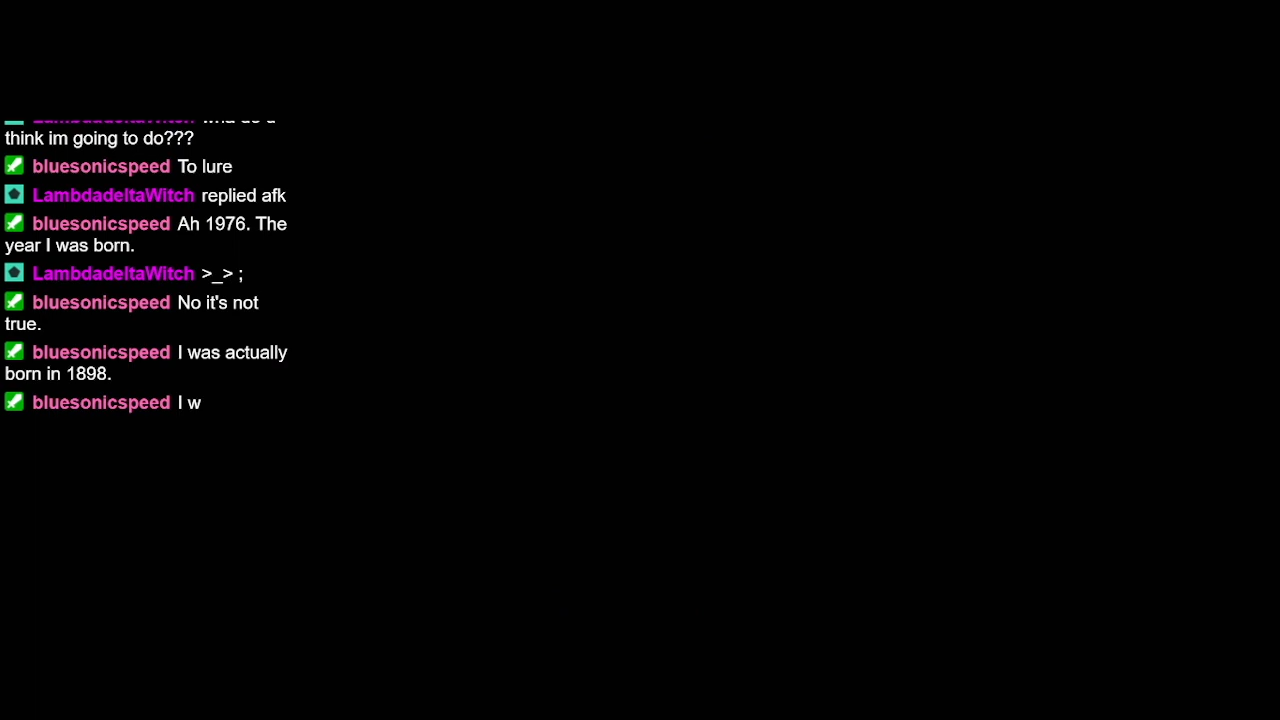 think im going to do???
bluesonicspeed To lure
LambdadeltaWitch replied afk
bluesonicspeed Ah 1976. The
year I was born.
LambdadeltaWitch >_> ;
bluesonicspeed No it's not
true.
bluesonicspeed I was actually
born in 1898.
bluesonicspeed I w